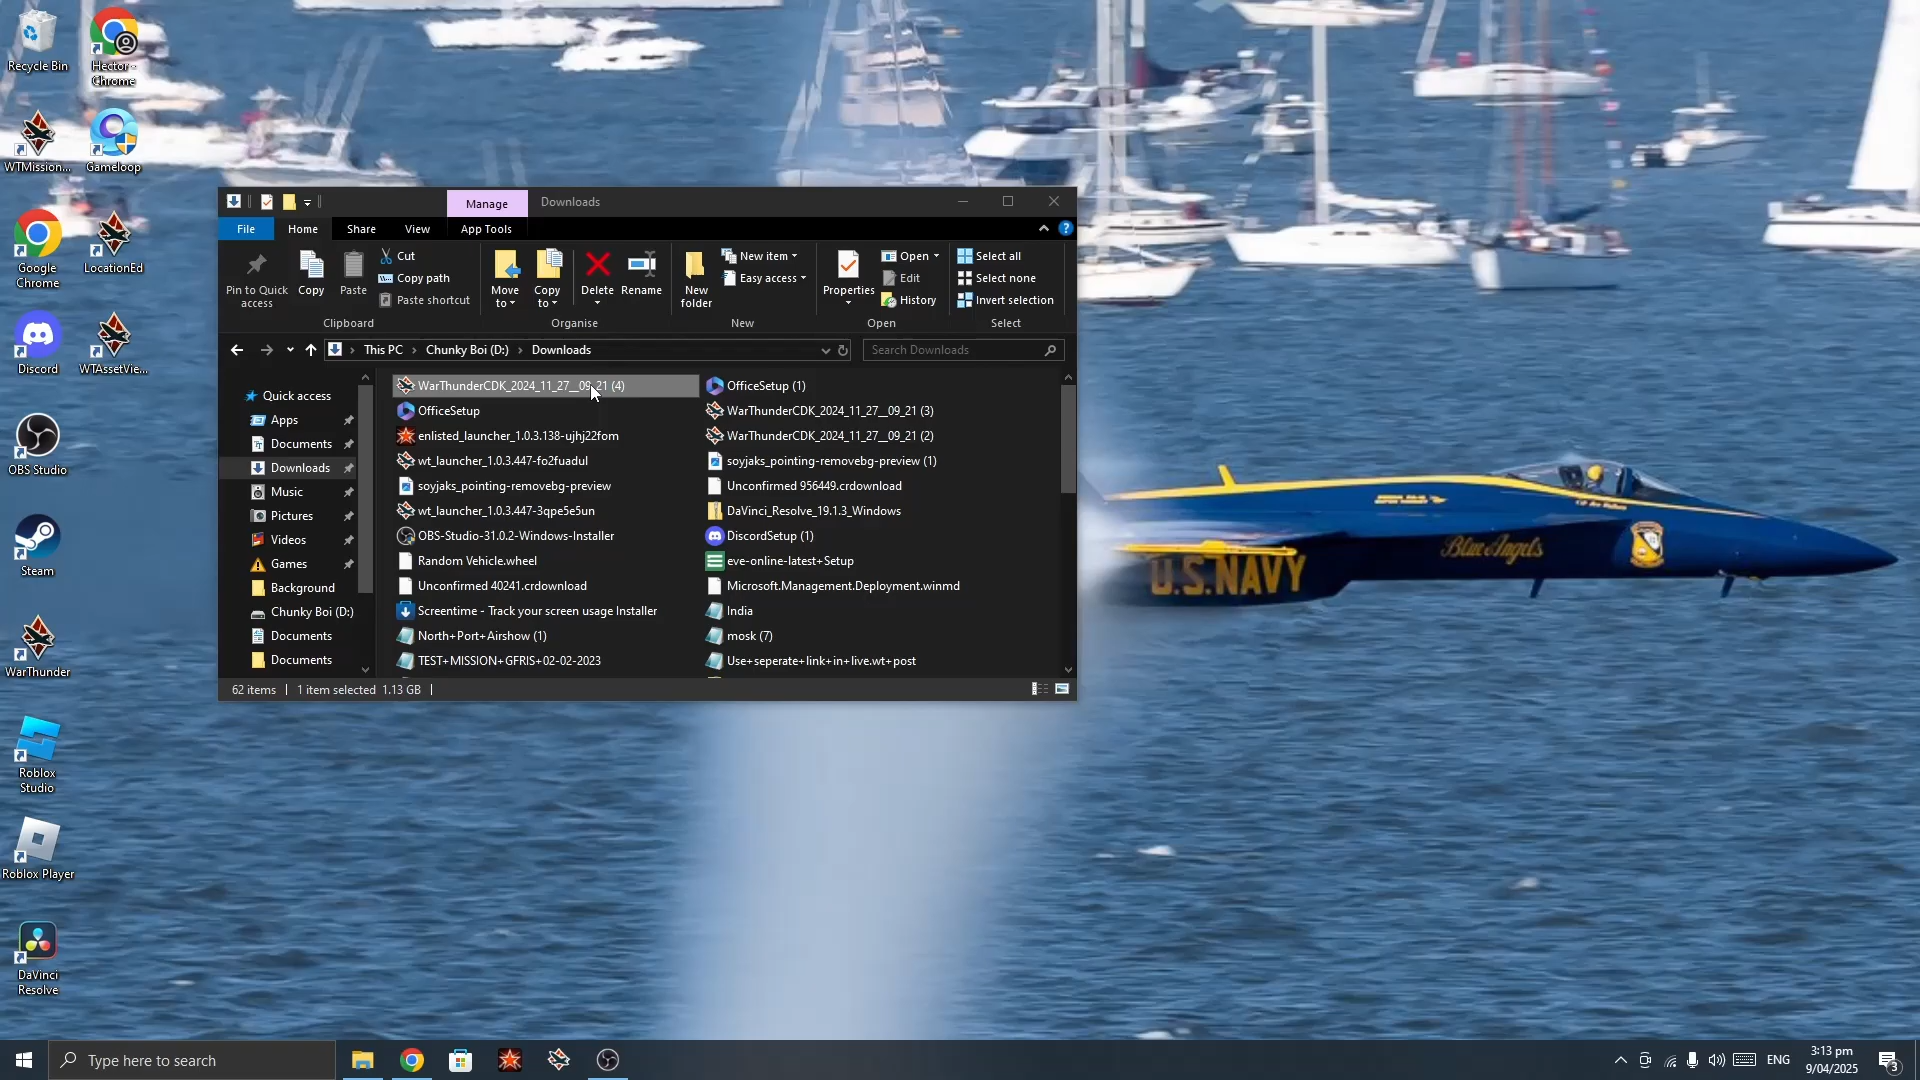 Recycle Bin
Hector - Chrome
WTMission...
Gameloop
Google Chrome
LocationEd
Discord
WTAssetVie...
OBS Studio
Steam
WarThunder
Roblox Studio
Roblox Player
DaVinci Resolve
Manage
Downloads
File
Home
Share
View
App Tools
Pin to Quick access
Copy
Paste
Cut
Copy path
Paste shortcut
Clipboard
Move to
Copy to
Delete
Rename
Organise
New folder
New item
Easy access
New
Properties
Open
Edit
History
Open
Select all
Select none
Invert selection
Select
This PC > Chunky Boi (D:) > Downloads
Search Downloads
Quick access
Apps
Documents
Downloads
Music
Pictures
Videos
Games
Background
Chunky Boi (D:)
Documents
Documents
WarThunderCDK_2024_11_27__09_21 (4)
OfficeSetup
enlisted_launcher_1.0.3.138-ujhj22fom
wt_launcher_1.0.3.447-fo2fuadul
soyjaks_pointing-removebg-preview
wt_launcher_1.0.3.447-3qpe5e5un
OBS-Studio-31.0.2-Windows-Installer
Random Vehicle.wheel
Unconfirmed 40241.crdownload
Screentime - Track your screen usage Installer
North+Port+Airshow (1)
TEST+MISSION+GFRIS+02-02-2023
OfficeSetup (1)
WarThunderCDK_2024_11_27__09_21 (3)
WarThunderCDK_2024_11_27__09_21 (2)
soyjaks_pointing-removebg-preview (1)
Unconfirmed 956449.crdownload
DaVinci_Resolve_19.1.3_Windows
DiscordSetup (1)
eve-online-latest+Setup
Microsoft.Management.Deployment.winmd
India
mosk (7)
Use+seperate+link+in+live.wt+post
62 items
1 item selected 1.13 GB
Blue Angels
U.S.NAVY
Type here to search
ENG
3:13 pm
9/04/2025
3